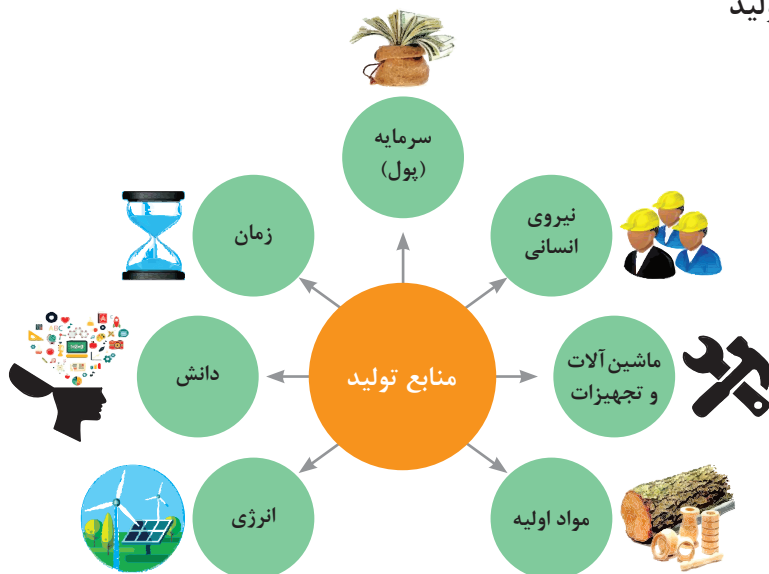 سرمایه
(پول)
نیروی
انسانی
زمان
ماشین‌آلات
و تجهیزات
منابع تولید
دانش
مواد اولیه
انرژی